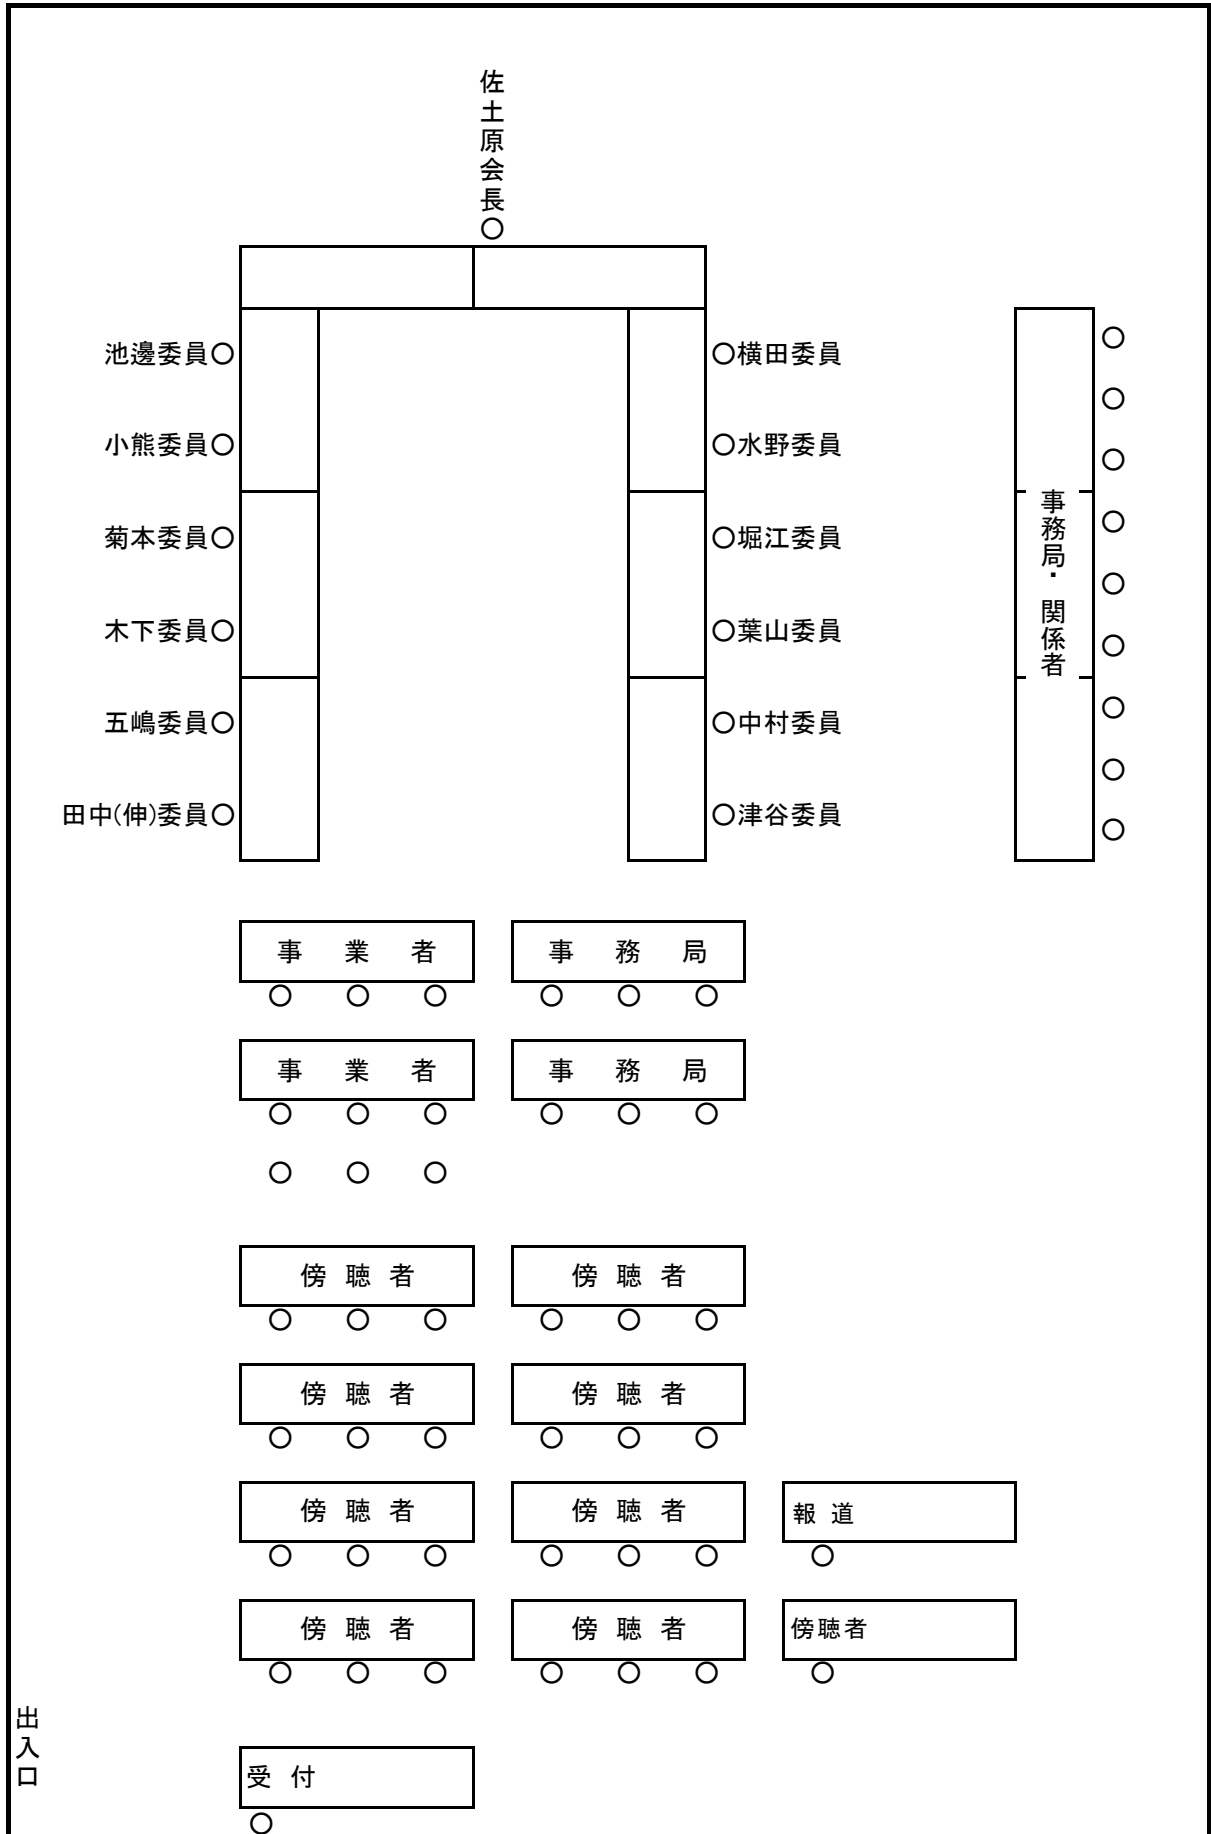 佐土原会長○
池邊委員○
○横田委員
小熊委員○
○水野委員
菊本委員○
○堀江委員
木下委員○
○葉山委員
五嶋委員○
○中村委員
田中(伸)委員○
○津谷委員
事務局・関係者
事業者
事務局
事業者
事務局
傍聴者
傍聴者
傍聴者
傍聴者
傍聴者
傍聴者
報道
傍聴者
傍聴者
傍聴者
出入口
受付